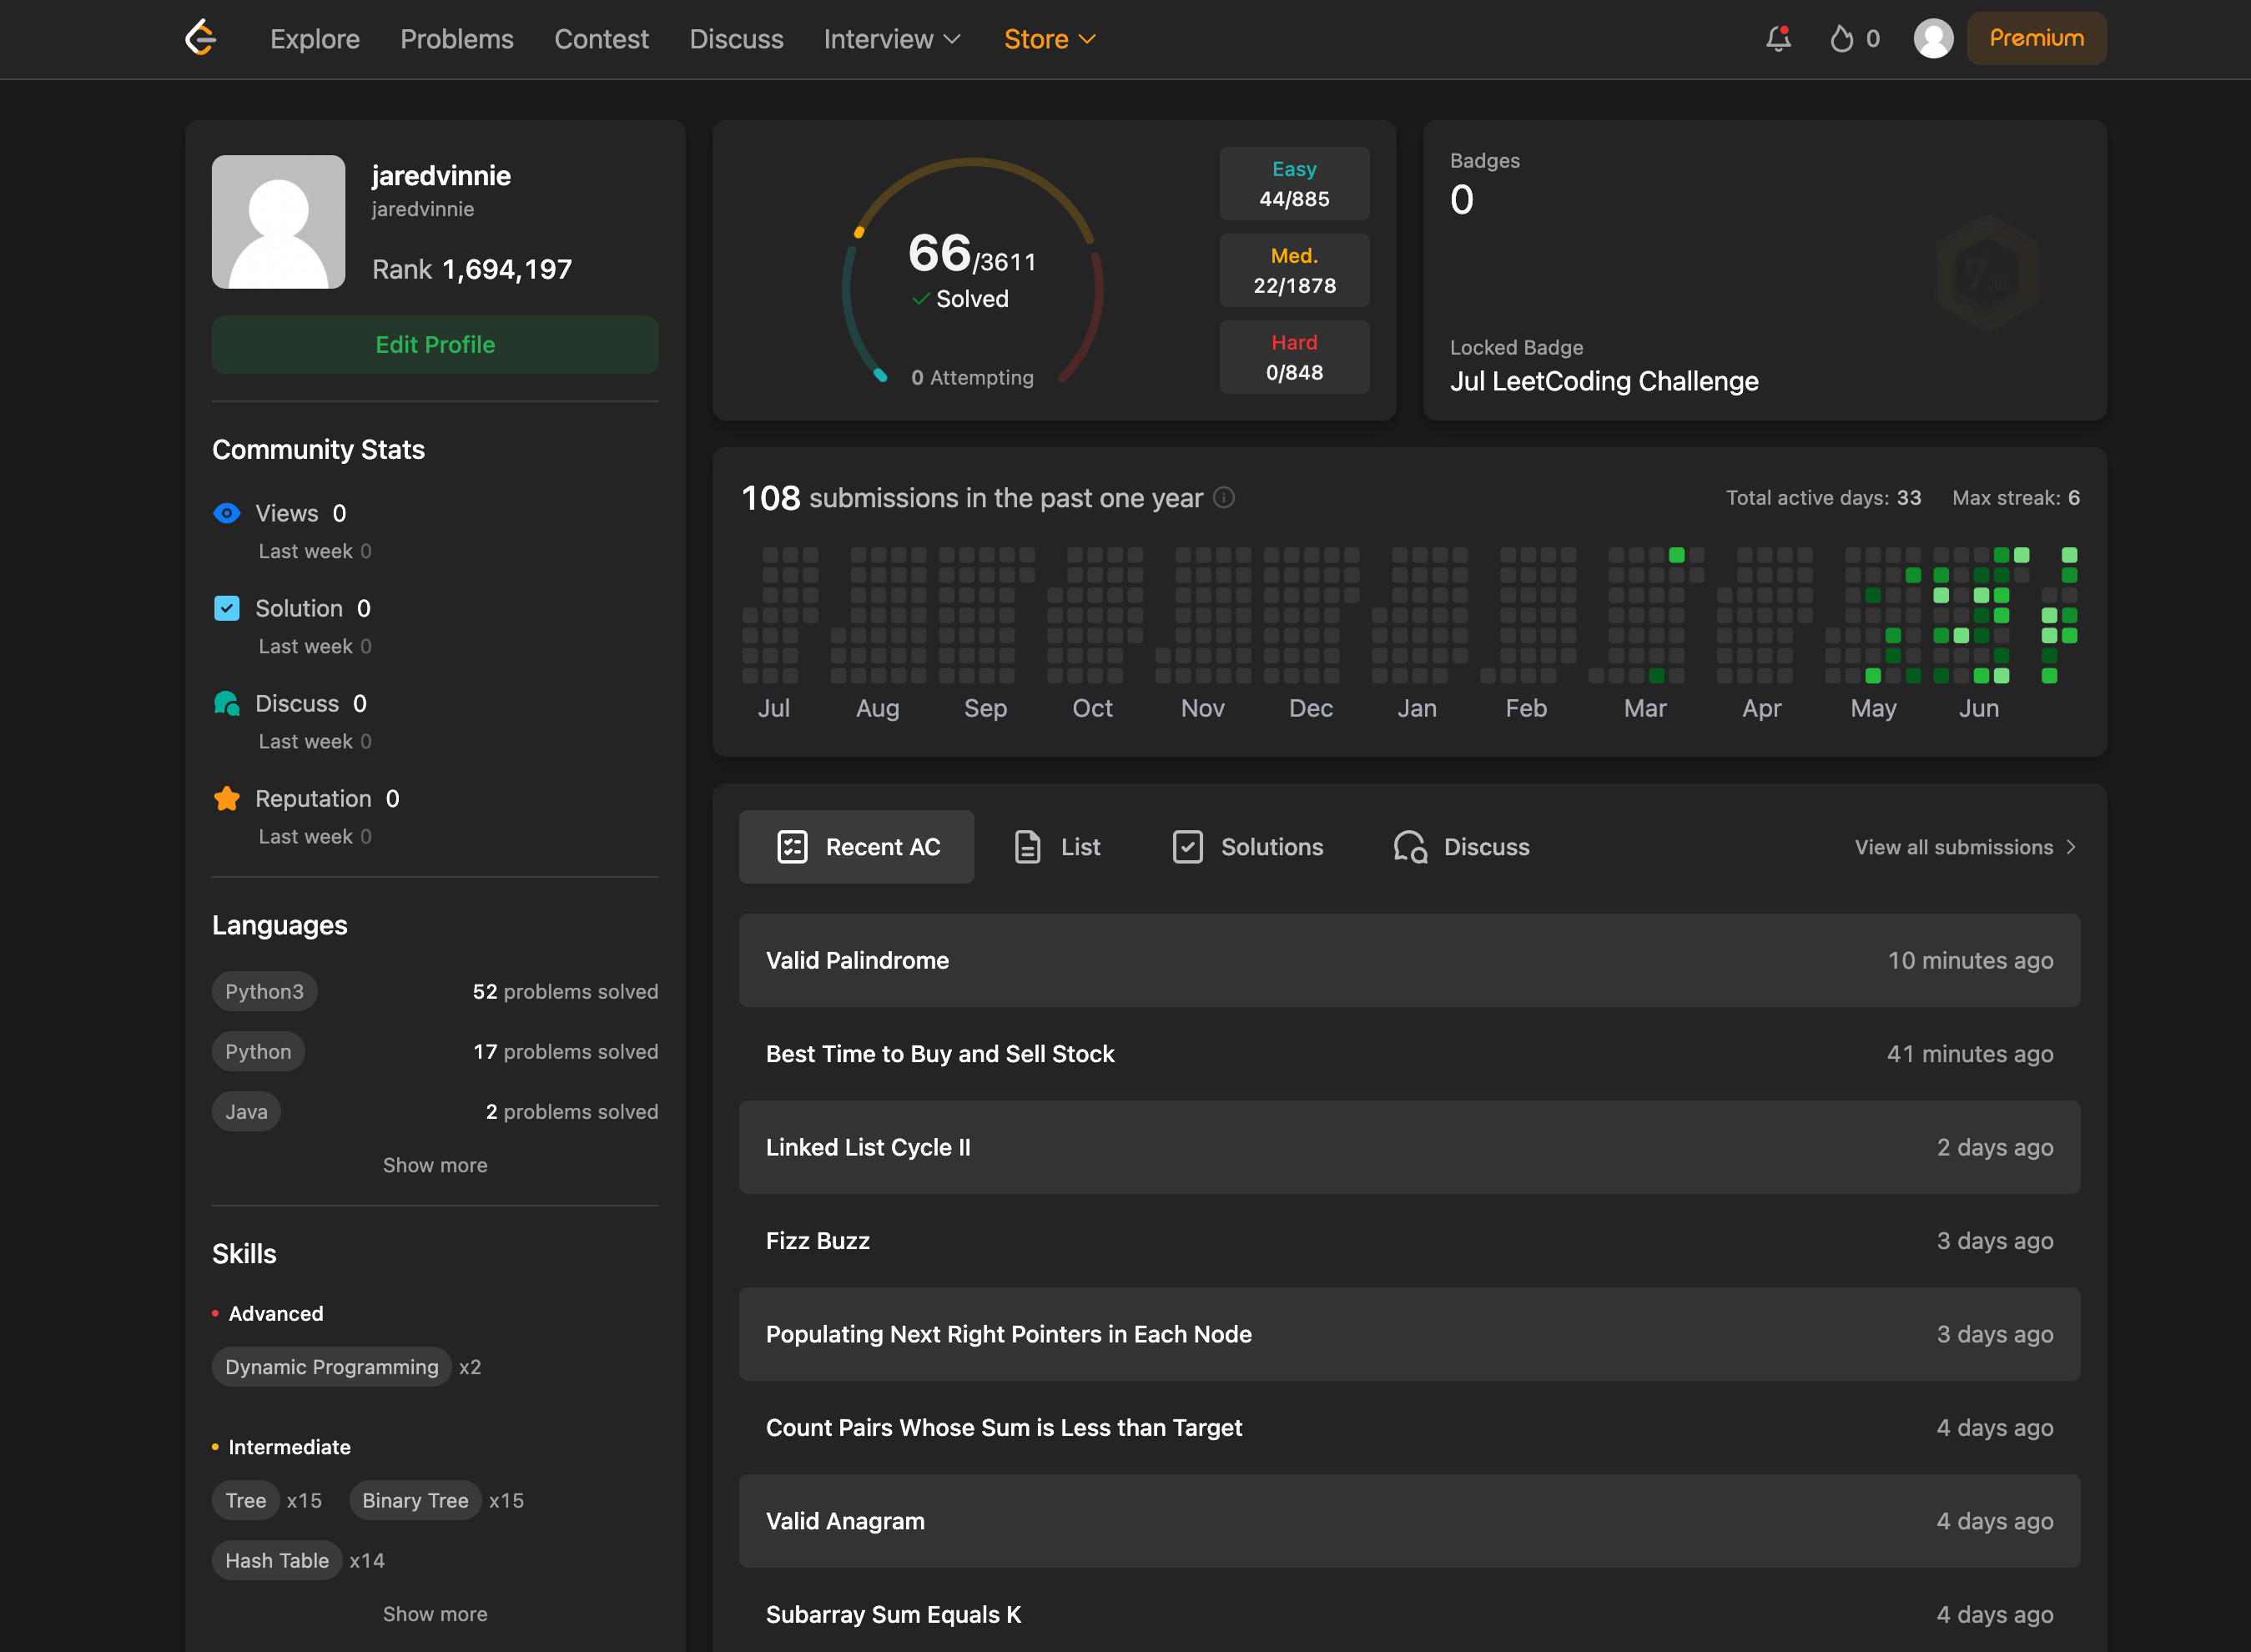 Explore Problems Contest Discuss Interview Store 0 Premium
jaredvinnie
jaredvinnie
Rank 1,694,197
Edit Profile
Community Stats
Views 0
Last week 0
Solution 0
Last week 0
Discuss 0
Last week 0
Reputation 0
Last week 0
Languages
Python3 52 problems solved
Python 17 problems solved
Java 2 problems solved
Show more
Skills
Advanced
Dynamic Programming x2
Intermediate
Tree x15 Binary Tree x15
Hash Table x14
Show more
66/3611
Solved
0 Attempting
Easy
44/885
Med.
22/1878
Hard
0/848
Badges
0
7
Locked Badge
Jul LeetCoding Challenge
108 submissions in the past one year Total active days: 33 Max streak: 6
Jul Aug Sep Oct Nov Dec Jan Feb Mar Apr May Jun
Recent AC List Solutions Discuss View all submissions
Valid Palindrome 10 minutes ago
Best Time to Buy and Sell Stock 41 minutes ago
Linked List Cycle II 2 days ago
Fizz Buzz 3 days ago
Populating Next Right Pointers in Each Node 3 days ago
Count Pairs Whose Sum is Less than Target 4 days ago
Valid Anagram 4 days ago
Subarray Sum Equals K 4 days ago